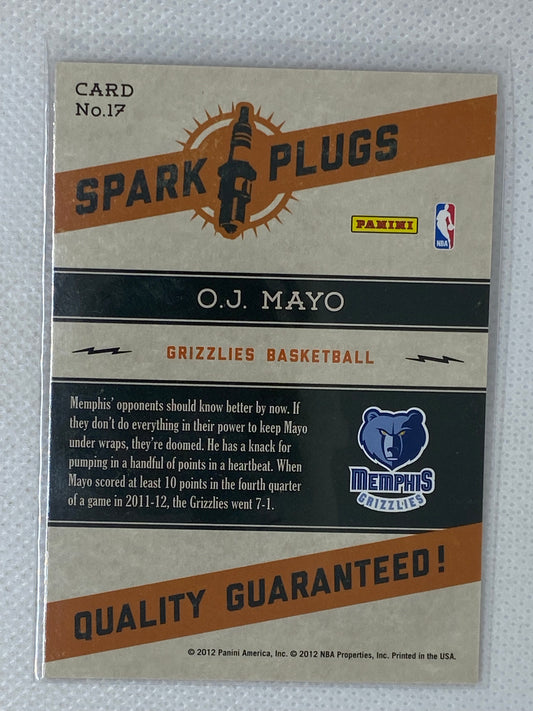 CARD
No.17
SPARK PLUGS
PANINI
NBA
O.J. MAYO
GRIZZLIES BASKETBALL
Memphis' opponents should know better by now. If
they don't do everything in their power to keep Mayo
under wraps, they're doomed. He has a knack for
pumping in a handful of points in a heartbeat. When
Mayo scored at least 10 points in the fourth quarter
of a game in 2011-12, the Grizzlies went 7-1.
MEMPHIS
GRIZZLIES
QUALITY GUARANTEED!
© 2012 Panini America, Inc. © 2012 NBA Properties, Inc. Printed in the USA.